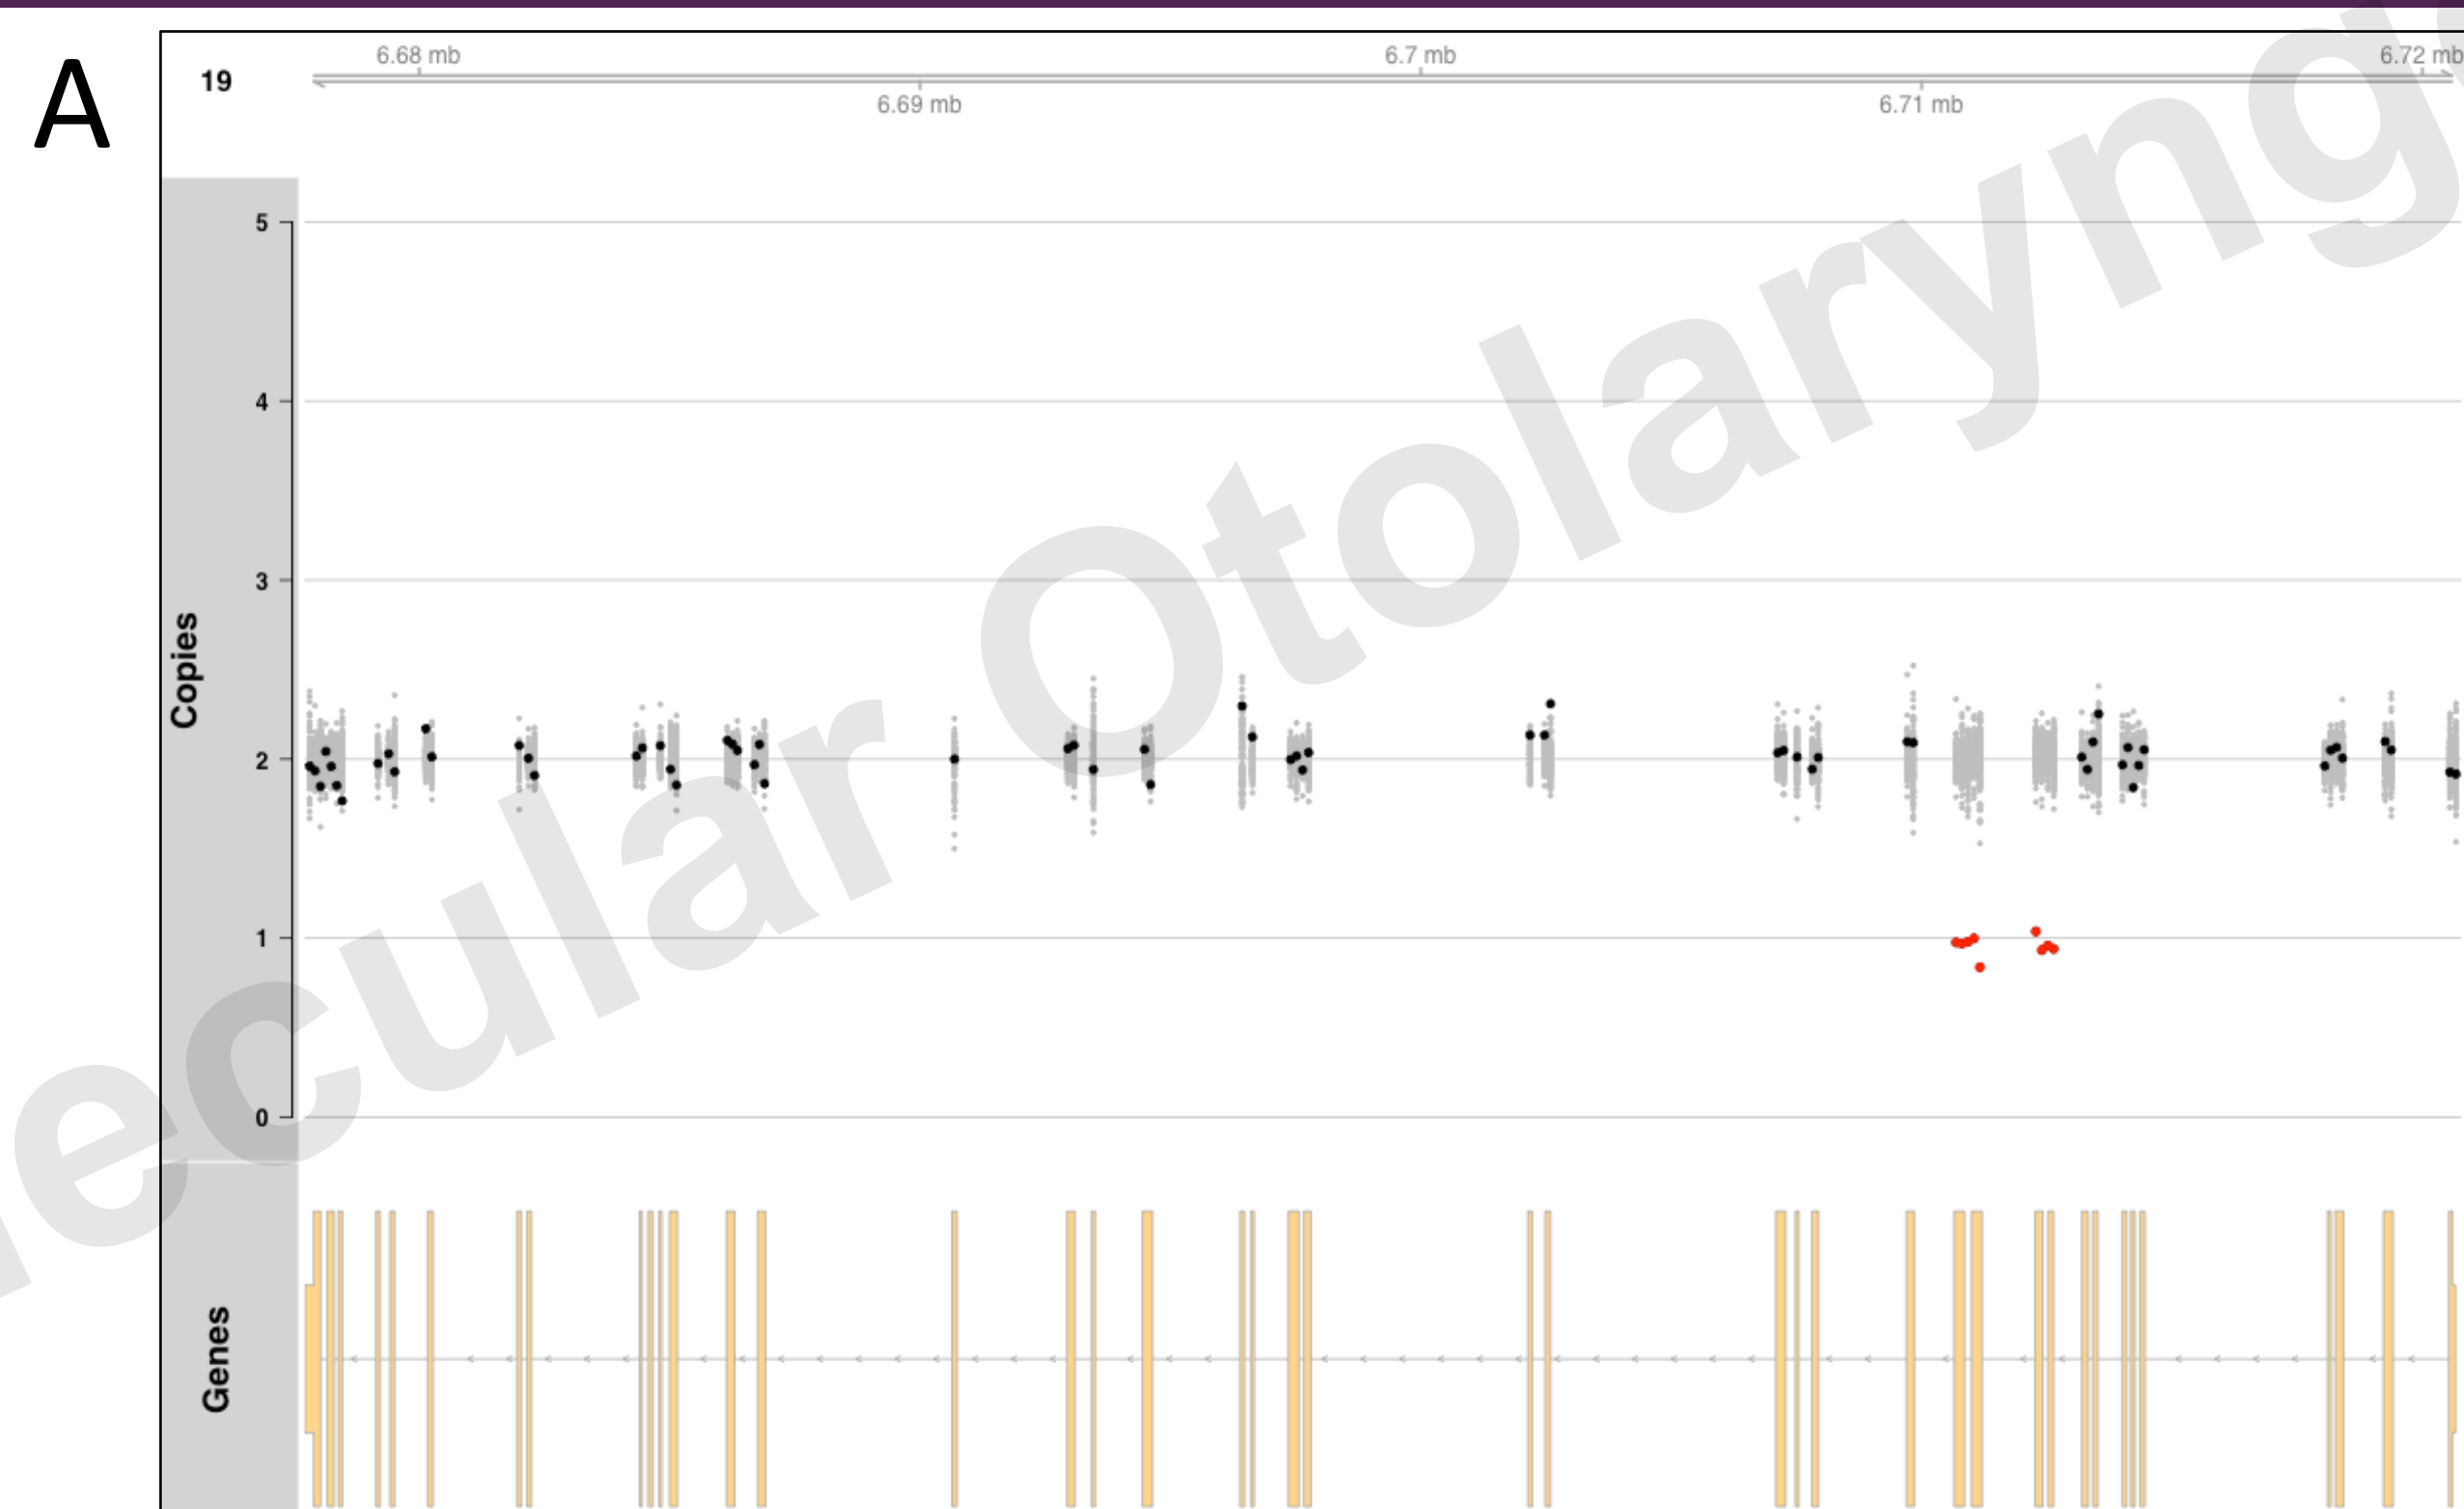 A
19
6.68 mb
6.7 mb
6.72 mb
6.69 mb
6.71 mb
5
4
3
2
1
0
Copies
Genes
ecular Otolaryng